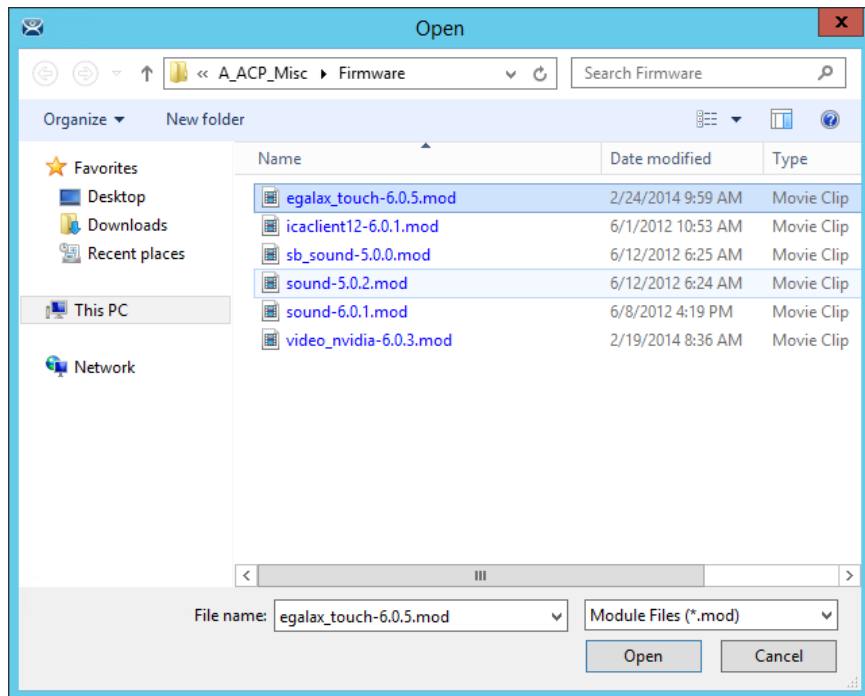 Open
x
« A_ACP_Misc Firmware Search Firmware
Organize New folder
Favorites
Desktop
Downloads
Recent places
This PC
Network
Name Date modified Type
egalax_touch-6.0.5.mod 2/24/2014 9:59 AM Movie Clip
icaclient12-6.0.1.mod 6/1/2012 10:53 AM Movie Clip
sb_sound-5.0.0.mod 6/12/2012 6:25 AM Movie Clip
sound-5.0.2.mod 6/12/2012 6:24 AM Movie Clip
sound-6.0.1.mod 6/8/2012 4:19 PM Movie Clip
video_nvidia-6.0.3.mod 2/19/2014 8:36 AM Movie Clip
File name: egalax_touch-6.0.5.mod Module Files (*.mod)
Open Cancel